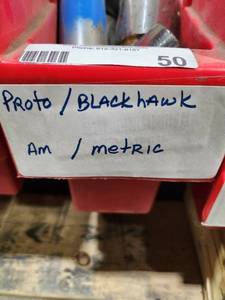 50
PROTO / BLACKHAWK
AM / METRIC